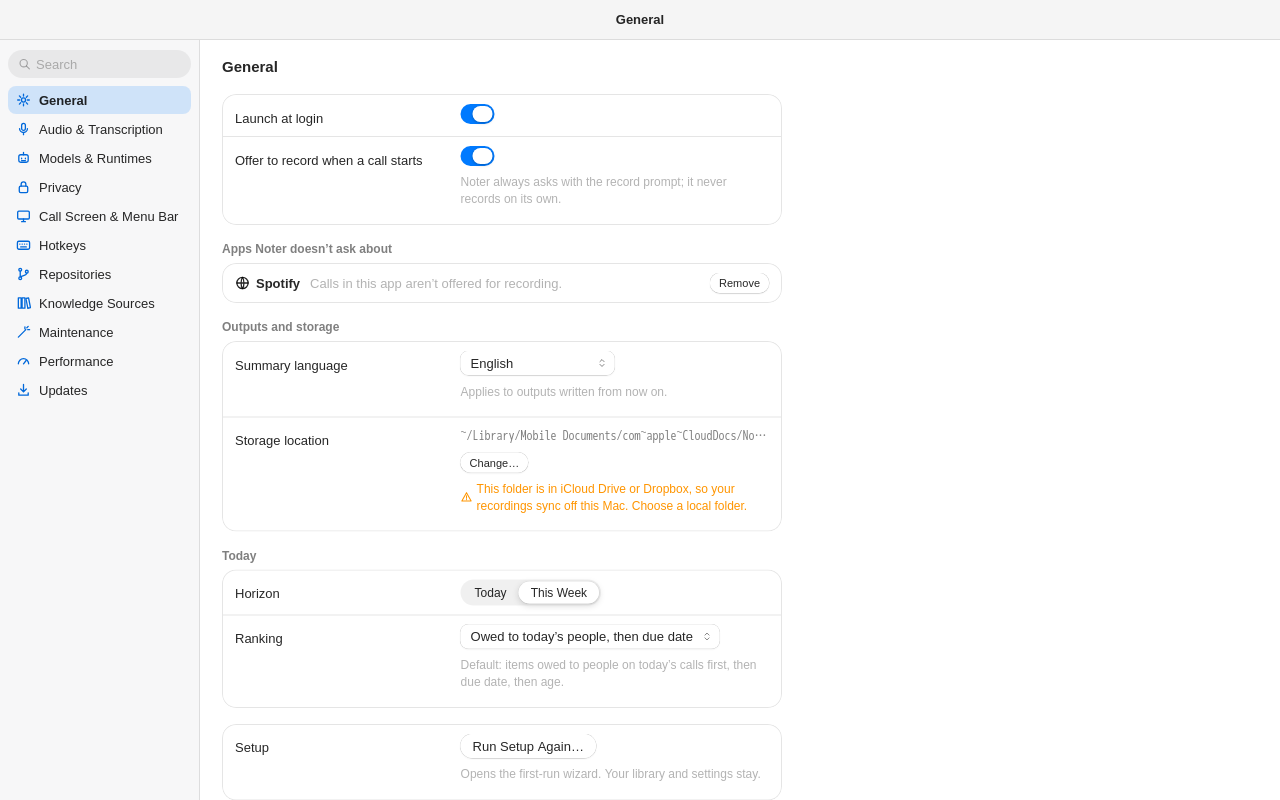 General
Search
General
Audio & Transcription
Models & Runtimes
Privacy
Call Screen & Menu Bar
Hotkeys
Repositories
Knowledge Sources
Maintenance
Performance
Updates
General
Launch at login
Offer to record when a call starts
Noter always asks with the record prompt; it never
records on its own.
Apps Noter doesn’t ask about
Spotify Calls in this app aren’t offered for recording. Remove
Outputs and storage
Summary language English
Applies to outputs written from now on.
Storage location ~/Library/Mobile Documents/com~apple~CloudDocs/No…
Change…
This folder is in iCloud Drive or Dropbox, so your
recordings sync off this Mac. Choose a local folder.
Today
Horizon Today This Week
Ranking Owed to today’s people, then due date
Default: items owed to people on today’s calls first, then
due date, then age.
Setup Run Setup Again…
Opens the first-run wizard. Your library and settings stay.